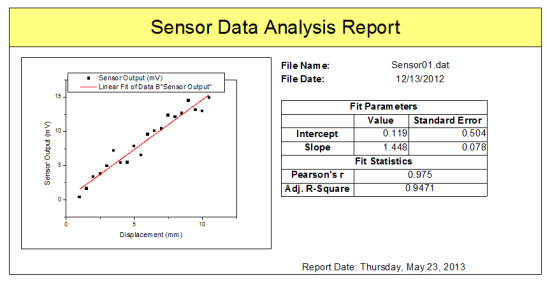 Sensor Data Analysis Report
Sensor Output (mV)
Linear Fit of Data B"Sensor Output"
15
10
5
0
Sensor Output (mV)
0 5 10
Displacement (mm)
File Name: Sensor01.dat
File Date: 12/13/2012
Fit Parameters
Value Standard Error
Intercept 0.119 0.504
Slope 1.448 0.078
Fit Statistics
Pearson's r 0.975
Adj. R-Square 0.9471
Report Date: Thursday, May 23, 2013